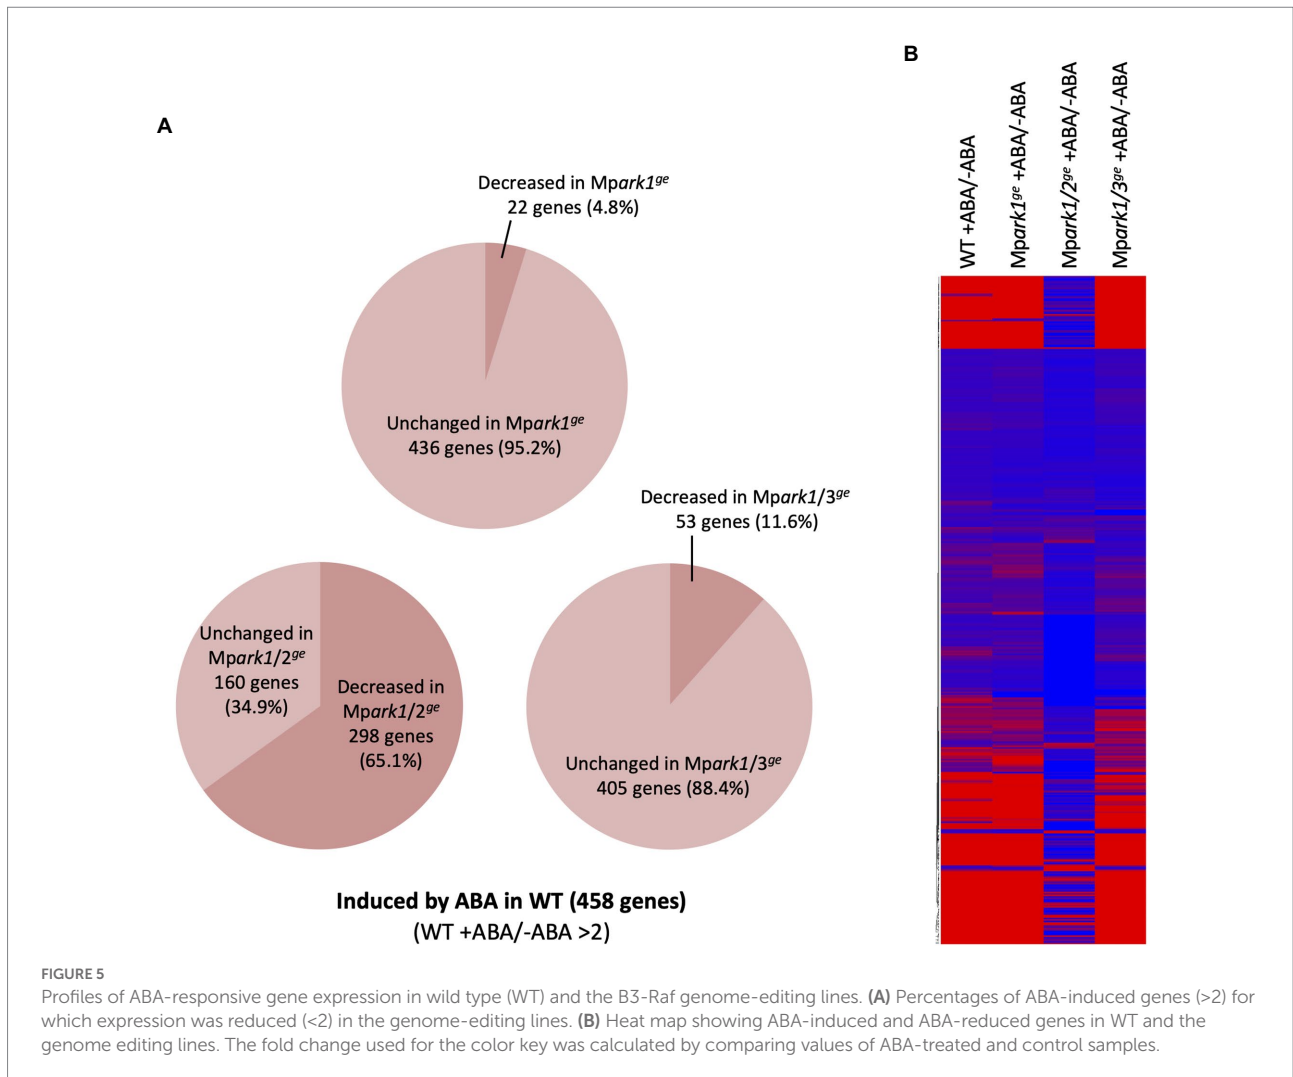 A
Decreased in Mpark1ge
22 genes (4.8%)
Unchanged in Mpark1ge
436 genes (95.2%)
Unchanged in
Mpark1/2ge
160 genes
(34.9%)
Decreased in
Mpark1/2ge
298 genes
(65.1%)
Decreased in Mpark1/3ge
53 genes (11.6%)
Unchanged in Mpark1/3ge
405 genes (88.4%)
Induced by ABA in WT (458 genes)
(WT +ABA/-ABA >2)
B
WT +ABA/-ABA
Mpark1ge +ABA/-ABA
Mpark1/2ge +ABA/-ABA
Mpark1/3ge +ABA/-ABA
FIGURE 5
Profiles of ABA-responsive gene expression in wild type (WT) and the B3-Raf genome-editing lines. (A) Percentages of ABA-induced genes (>2) for
which expression was reduced (<2) in the genome-editing lines. (B) Heat map showing ABA-induced and ABA-reduced genes in WT and the
genome editing lines. The fold change used for the color key was calculated by comparing values of ABA-treated and control samples.